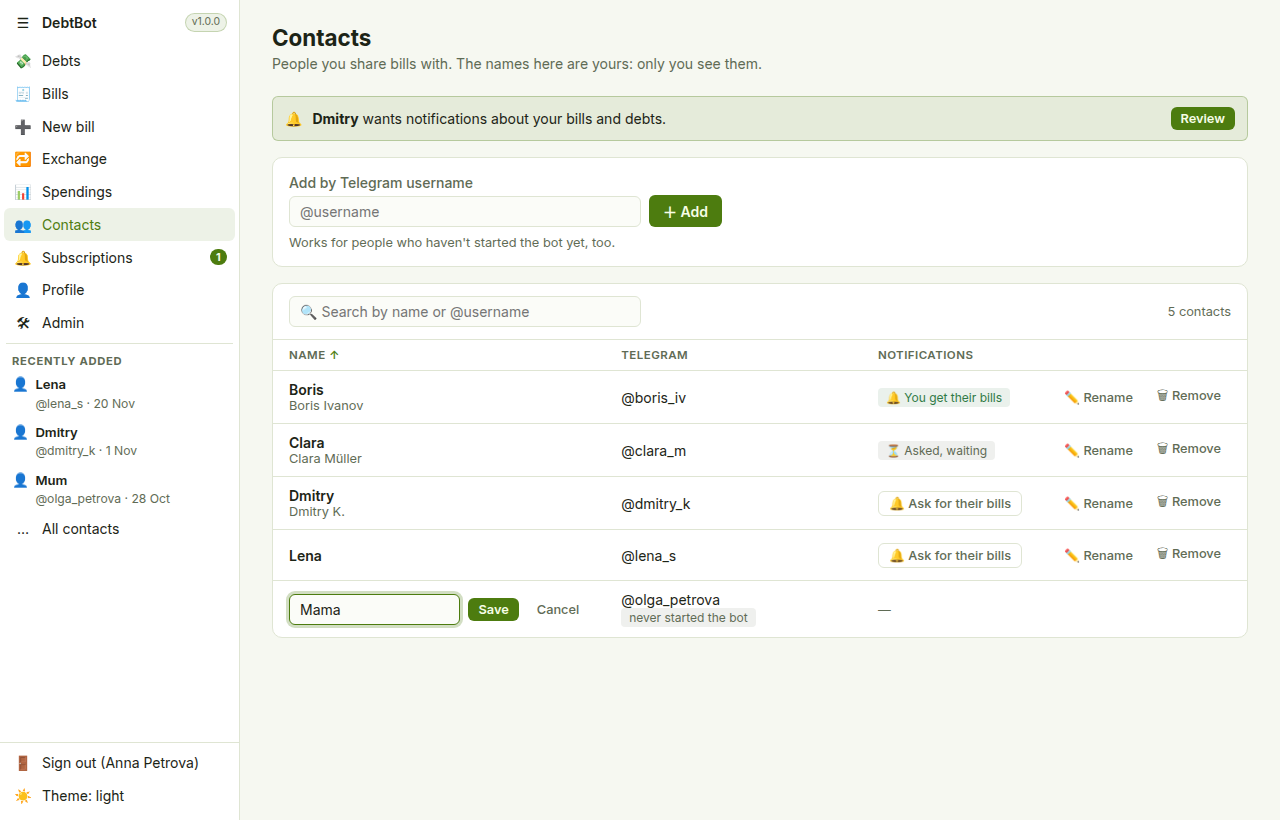 ☰ DebtBot v1.0.0
💸 Debts
🧾 Bills
➕ New bill
🔁 Exchange
📊 Spendings
👥 Contacts
🔔 Subscriptions 1
👤 Profile
🛠 Admin
RECENTLY ADDED
👤 Lena
@lena_s · 20 Nov
👤 Dmitry
@dmitry_k · 1 Nov
👤 Mum
@olga_petrova · 28 Oct
… All contacts
🚪 Sign out (Anna Petrova)
☀️ Theme: light
Contacts
People you share bills with. The names here are yours: only you see them.
🔔 Dmitry wants notifications about your bills and debts. Review
Add by Telegram username
@username + Add
Works for people who haven't started the bot yet, too.
🔍 Search by name or @username 5 contacts
NAME ↑ TELEGRAM NOTIFICATIONS
Boris
Boris Ivanov
@boris_iv 🔔 You get their bills ✏️ Rename 🗑 Remove
Clara
Clara Müller
@clara_m ⏳ Asked, waiting ✏️ Rename 🗑 Remove
Dmitry
Dmitry K.
@dmitry_k 🔔 Ask for their bills ✏️ Rename 🗑 Remove
Lena @lena_s 🔔 Ask for their bills ✏️ Rename 🗑 Remove
Mama Save Cancel
@olga_petrova
never started the bot
—